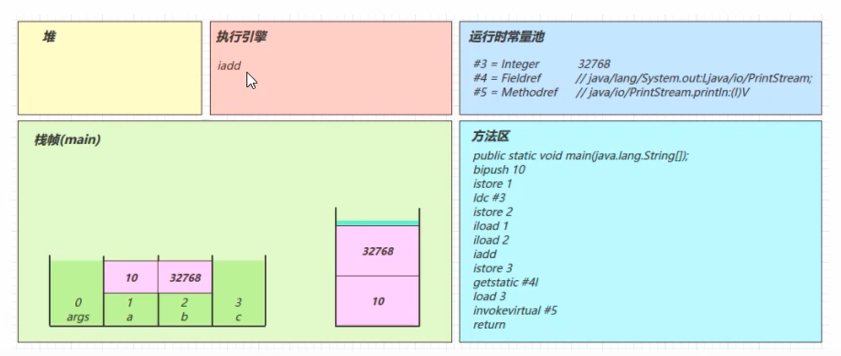 堆
执行引擎
iadd
运行时常量池
#3 = Integer 32768
#4 = Fieldref // java/lang/System.out:Ljava/io/PrintStream;
#5 = Methodref // java/io/PrintStream.println:(I)V
栈帧(main)
32768
10
10 32768
0 1 2 3
args a b c
方法区
public static void main(java.lang.String[]);
bipush 10
istore 1
ldc #3
istore 2
iload 1
iload 2
iadd
istore 3
getstatic #4I
load 3
invokevirtual #5
return